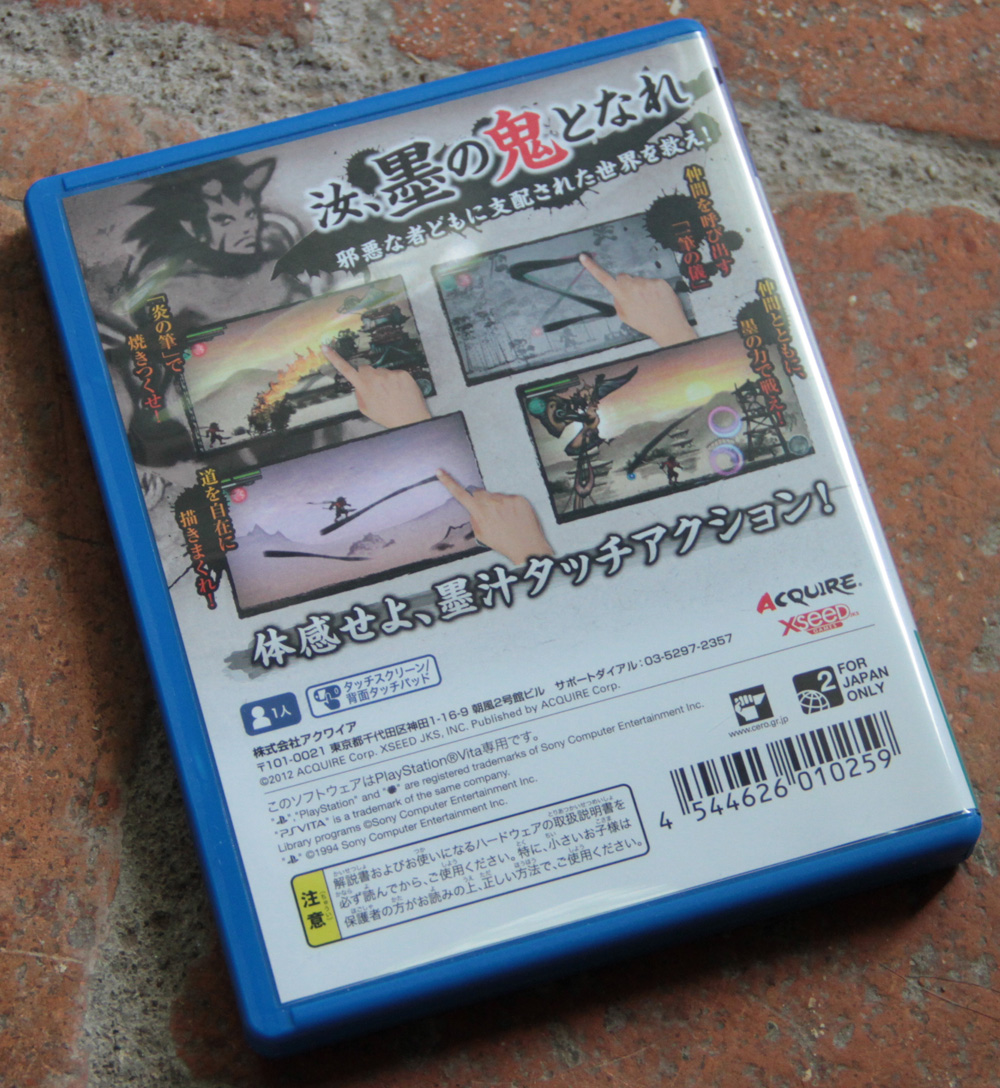 汝、墨の鬼となれ
邪悪な者どもに支配された世界を救え!
仲間を呼び出す
「一筆の儀」
「炎の筆」で
焼きつくせ!
仲間とともに、
墨の力で戦え!
道を自在に
描きまくれ!
体感せよ、墨汁タッチアクション!
ACQUIRE.
XSEED JKS
GAMES
1人
タッチスクリーン/
背面タッチパッド
株式会社アクワイア
〒101-0021 東京都千代田区神田1-16-9 朝風2号館ビル サポートダイアル:03-5297-2357
©2012 ACQUIRE Corp. XSEED JKS, INC. Published by ACQUIRE Corp.
このソフトウェアはPlayStation®Vita専用です。
" ", "PlayStation" and " " are registered trademarks of Sony Computer Entertainment Inc.
"PSVITA" is a trademark of the same company.
Library programs ©Sony Computer Entertainment Inc.
" " ©1994 Sony Computer Entertainment Inc.
www.cero.gr.jp
2
FOR
JAPAN
ONLY
4 544626 010259
注意
解説書およびお使いになるハードウェアの取扱説明書を
必ず読んでから、ご使用ください。特に、小さいお子様は
保護者の方がお読みの上、正しい方法で、ご使用ください。